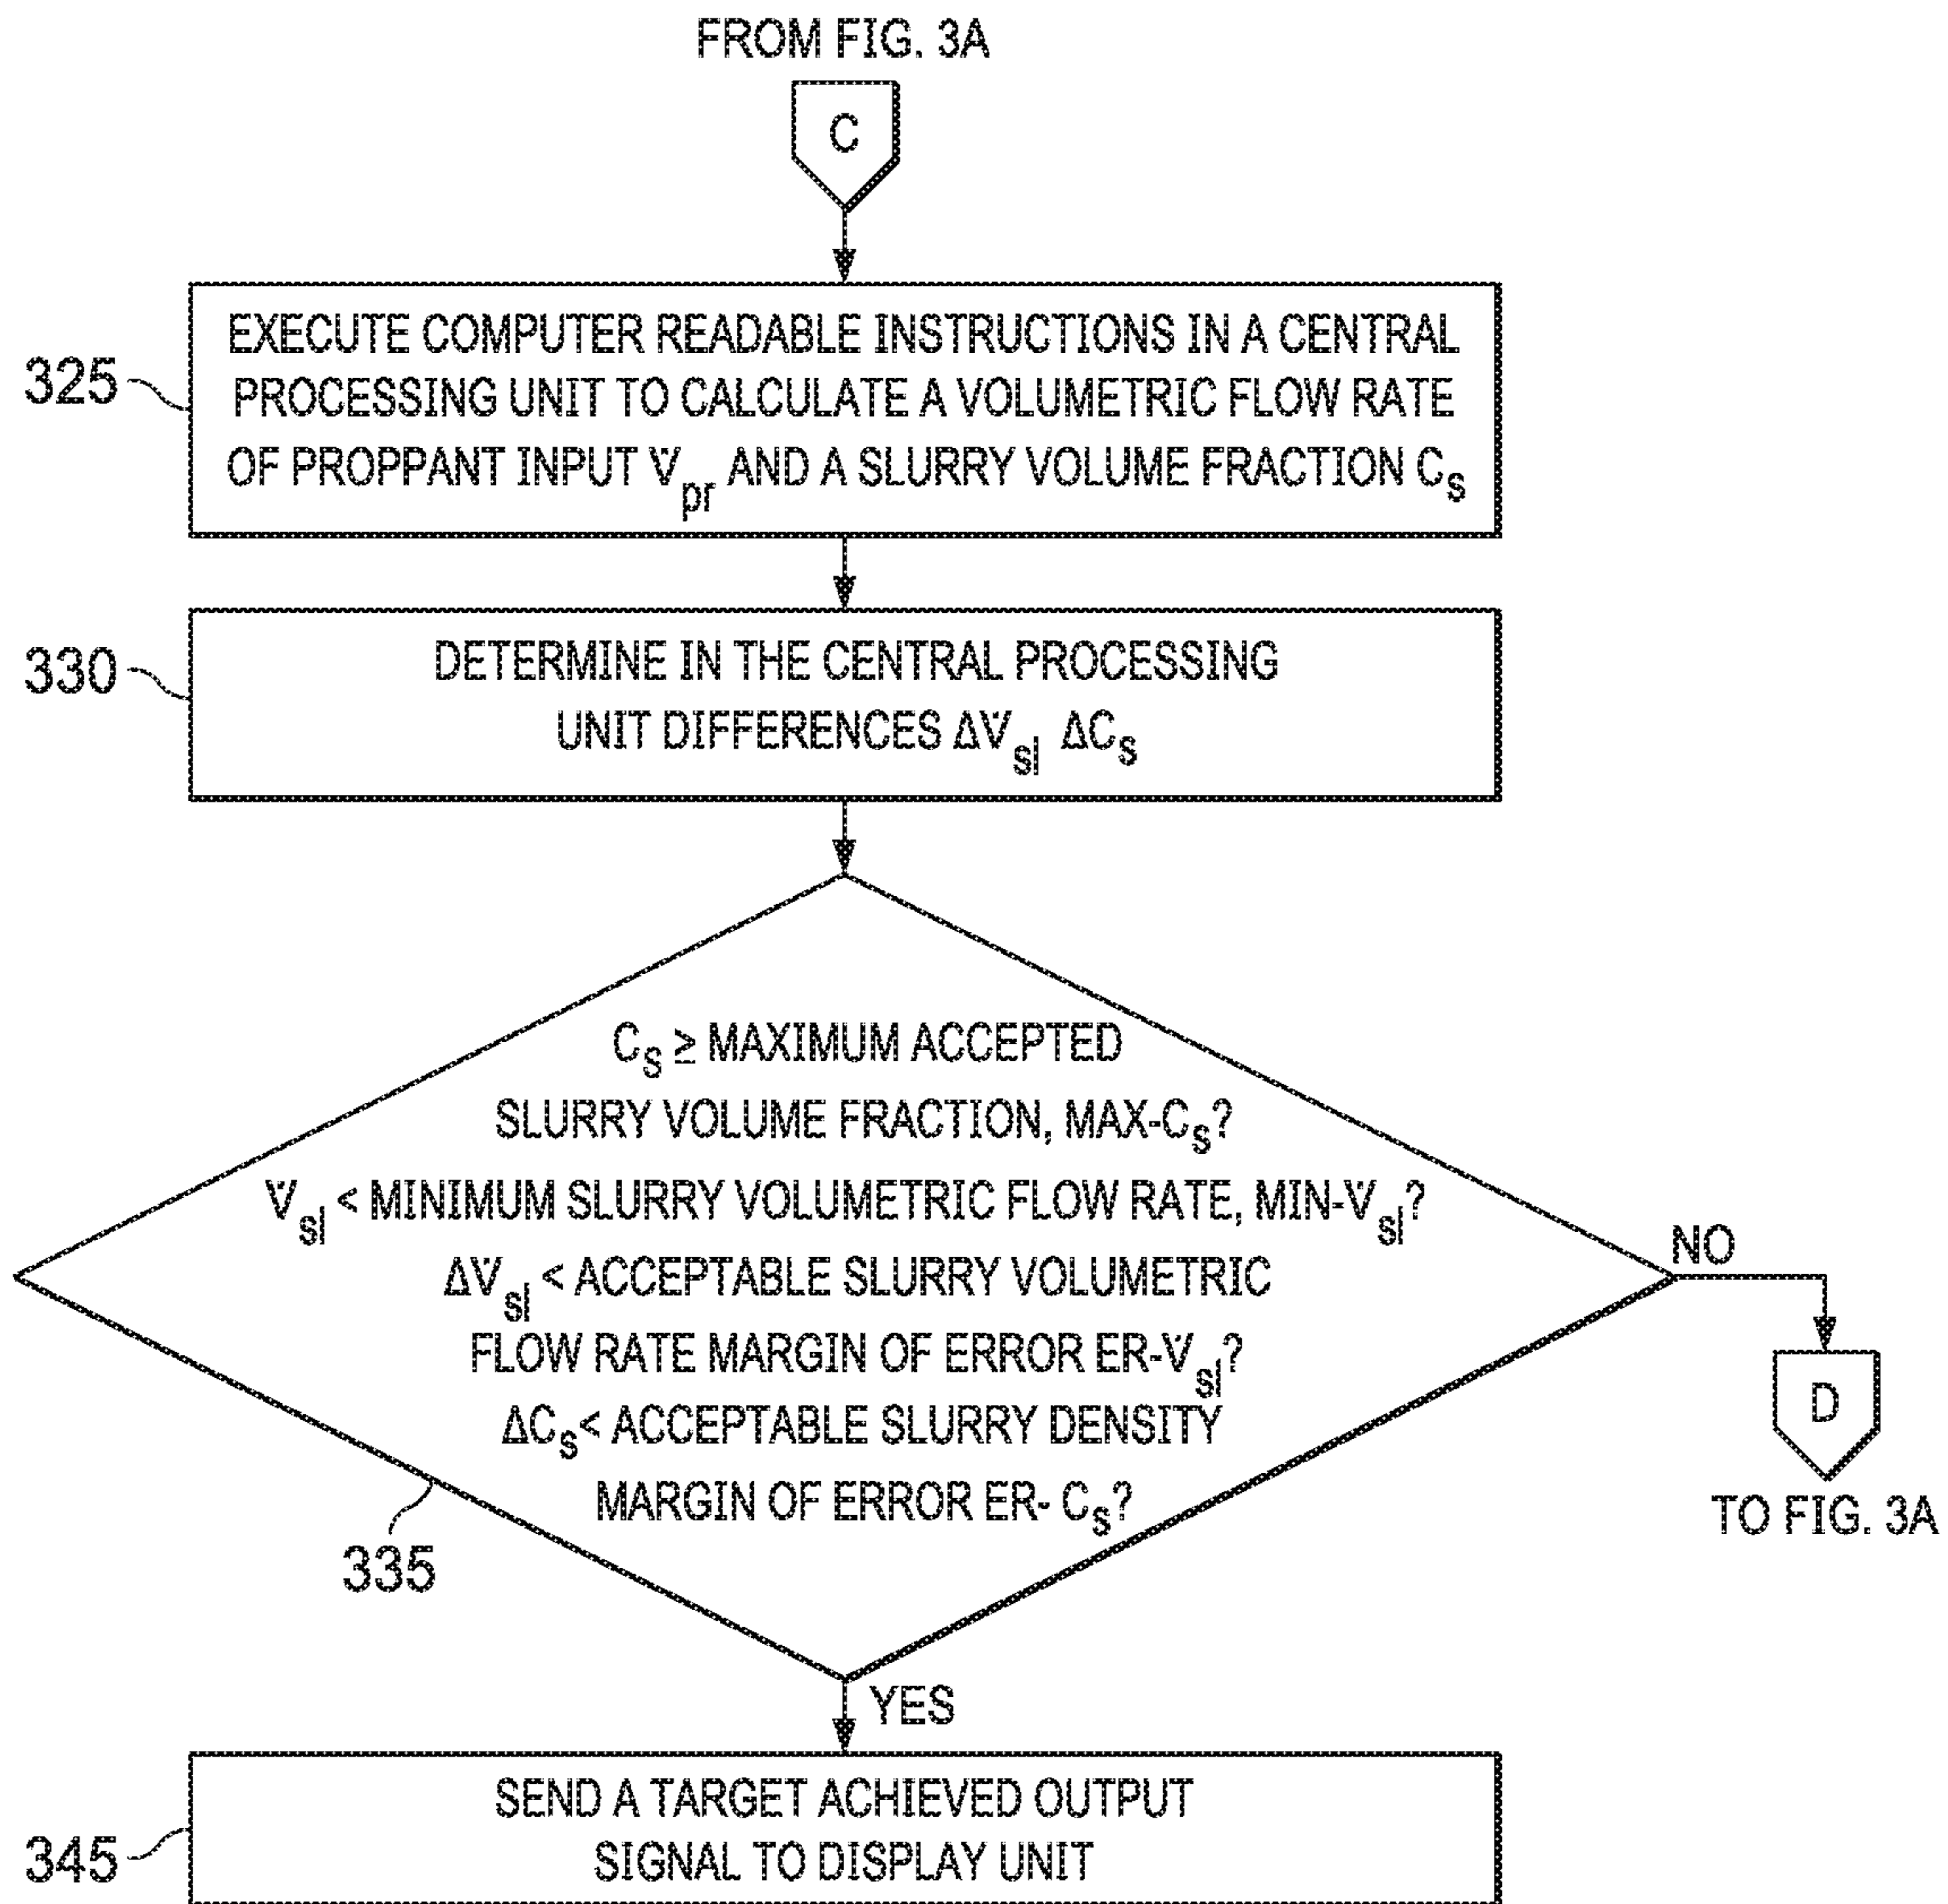 FROM FIG. 3A
C
325
EXECUTE COMPUTER READABLE INSTRUCTIONS IN A CENTRAL
PROCESSING UNIT TO CALCULATE A VOLUMETRIC FLOW RATE
OF PROPPANT INPUT V̇pr AND A SLURRY VOLUME FRACTION Cs
330
DETERMINE IN THE CENTRAL PROCESSING
UNIT DIFFERENCES ΔV̇sl ΔCs
Cs ≥ MAXIMUM ACCEPTED
SLURRY VOLUME FRACTION, MAX-Cs?
V̇sl < MINIMUM SLURRY VOLUMETRIC FLOW RATE, MIN-V̇sl?
ΔV̇sl < ACCEPTABLE SLURRY VOLUMETRIC
FLOW RATE MARGIN OF ERROR ER-V̇sl?
ΔCs < ACCEPTABLE SLURRY DENSITY
MARGIN OF ERROR ER- Cs?
335
NO
D
TO FIG. 3A
YES
345
SEND A TARGET ACHIEVED OUTPUT
SIGNAL TO DISPLAY UNIT